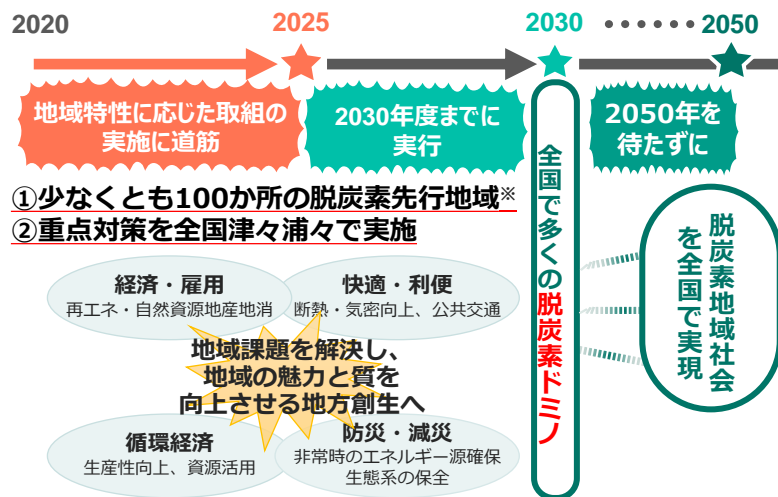 2020
2025
2030
・・・・・・
2050
地域特性に応じた取組の
実施に道筋
2030年度までに
実行
2050年を
待たずに
①少なくとも100か所の脱炭素先行地域※
②重点対策を全国津々浦々で実施
経済・雇用
再エネ・自然資源地産地消
快適・利便
断熱・気密向上、公共交通
地域課題を解決し、
地域の魅力と質を
向上させる地方創生へ
循環経済
生産性向上、資源活用
防災・減災
非常時のエネルギー源確保
生態系の保全
全国で多くの脱炭素ドミノ
脱炭素地域社会
を全国で実現